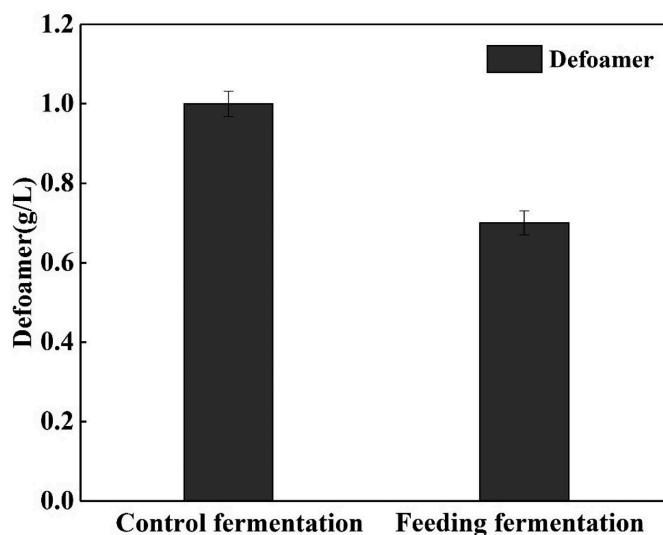 1.2
Defoamer
1.0
0.8
0.6
0.4
0.2
0.0
Defoamer(g/L)
Control fermentation
Feeding fermentation